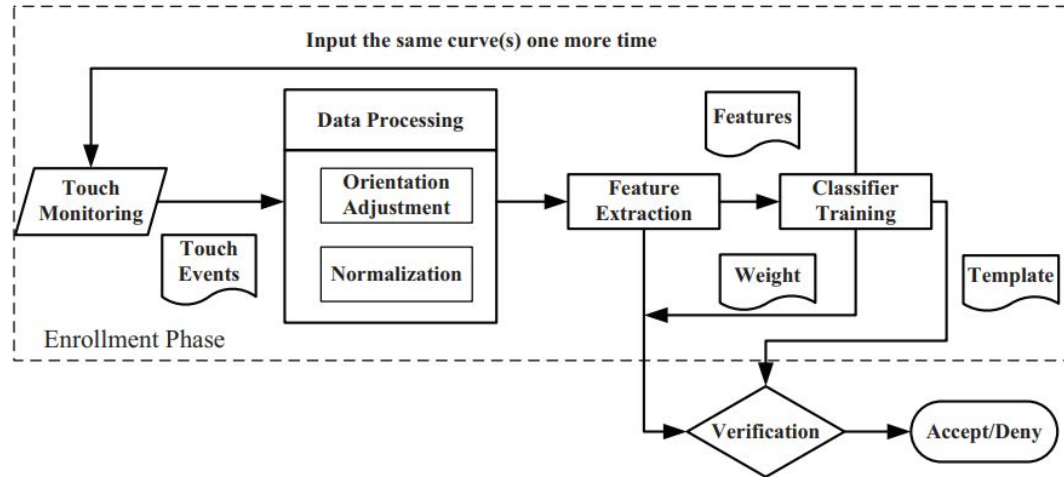 Input the same curve(s) one more time
Data Processing
Features
Touch
Monitoring
Orientation
Adjustment
Feature
Extraction
Classifier
Training
Touch
Events
Normalization
Weight
Template
Enrollment Phase
Verification
Accept/Deny